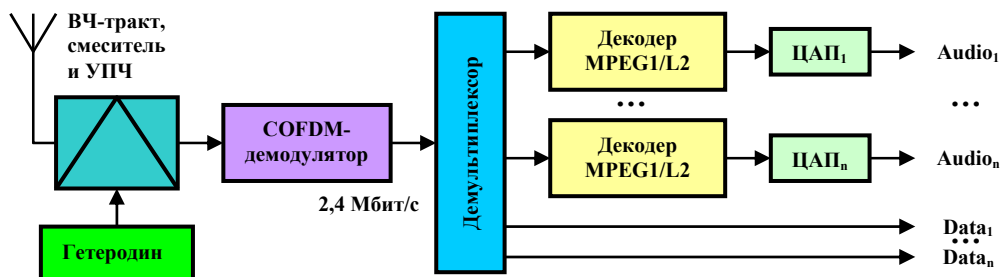 ВЧ-тракт,
смеситель
и УПЧ
Гетеродин
COFDM-
демодулятор
2,4 Мбит/с
Демультиплексор
Декодер
MPEG1/L2
ЦАП₁
Audio₁
...
...
Декодер
MPEG1/L2
ЦАПₙ
Audioₙ
Data₁
...
Dataₙ